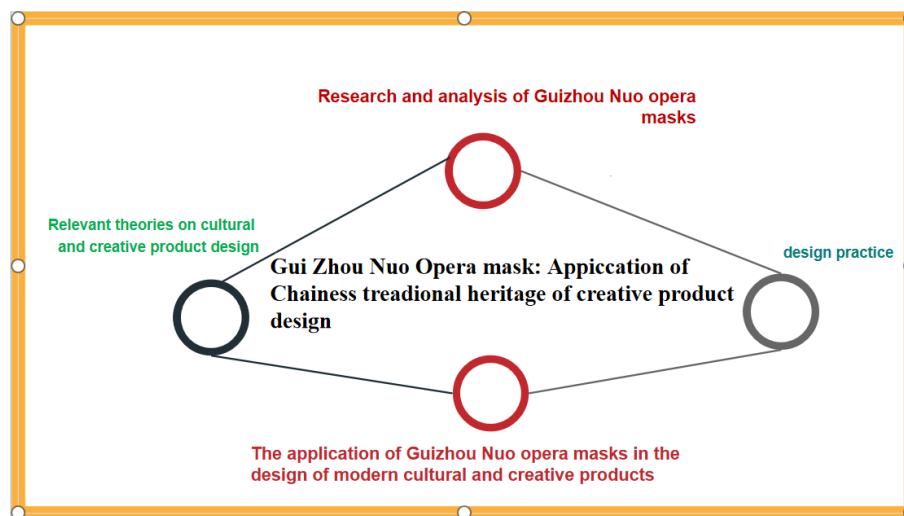 Research and analysis of Guizhou Nuo opera
masks
Relevant theories on cultural
and creative product design
design practice
Gui Zhou Nuo Opera mask: Appiccation of
Chainess treadional heritage of creative product
design
The application of Guizhou Nuo opera masks in the
design of modern cultural and creative products